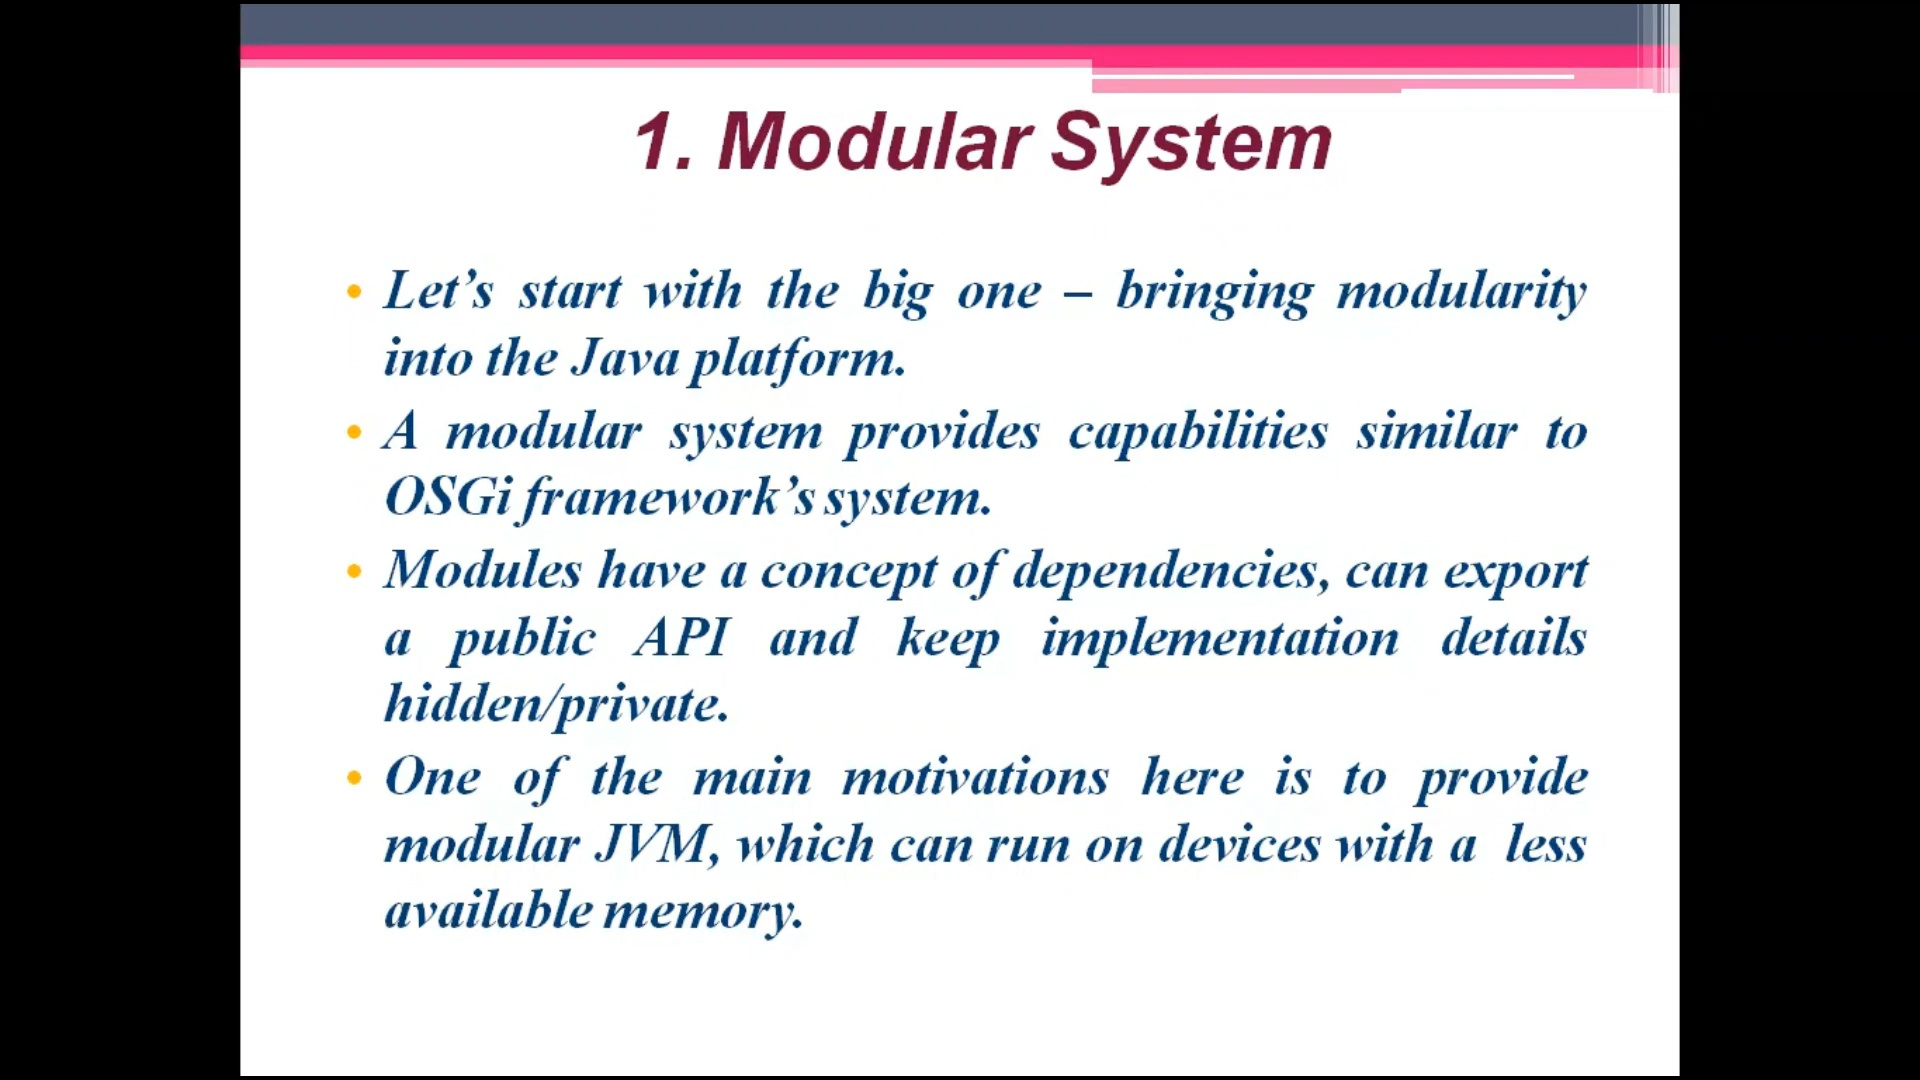 1. Modular System
• Let’s start with the big one – bringing modularity
into the Java platform.
• A modular system provides capabilities similar to
OSGi framework’s system.
• Modules have a concept of dependencies, can export
a public API and keep implementation details
hidden/private.
• One of the main motivations here is to provide
modular JVM, which can run on devices with a less
available memory.